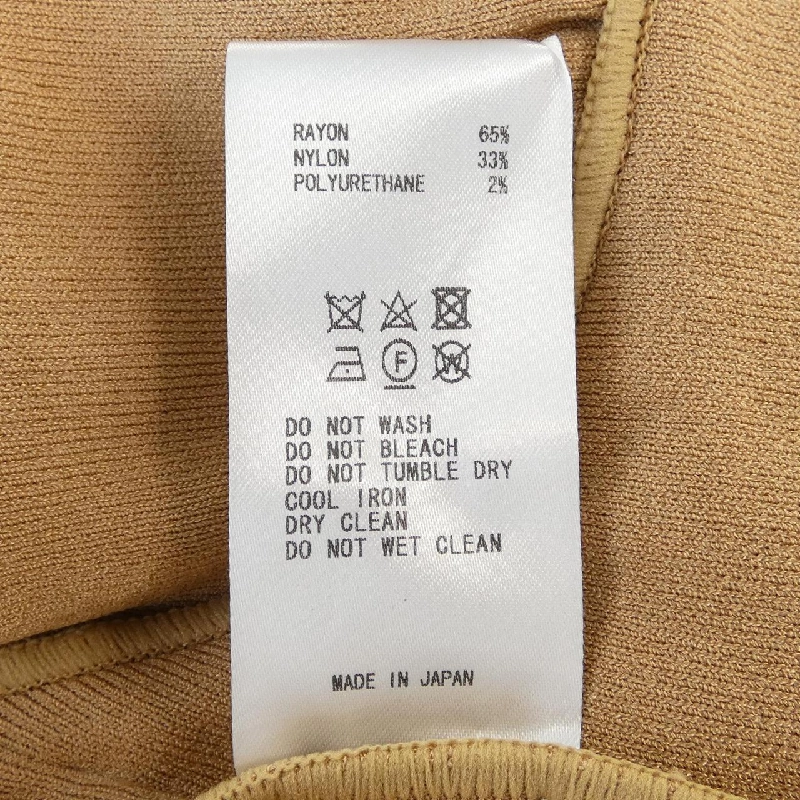 RAYON 65%
NYLON 33%
POLYURETHANE 2%
F W
DO NOT WASH
DO NOT BLEACH
DO NOT TUMBLE DRY
COOL IRON
DRY CLEAN
DO NOT WET CLEAN
MADE IN JAPAN